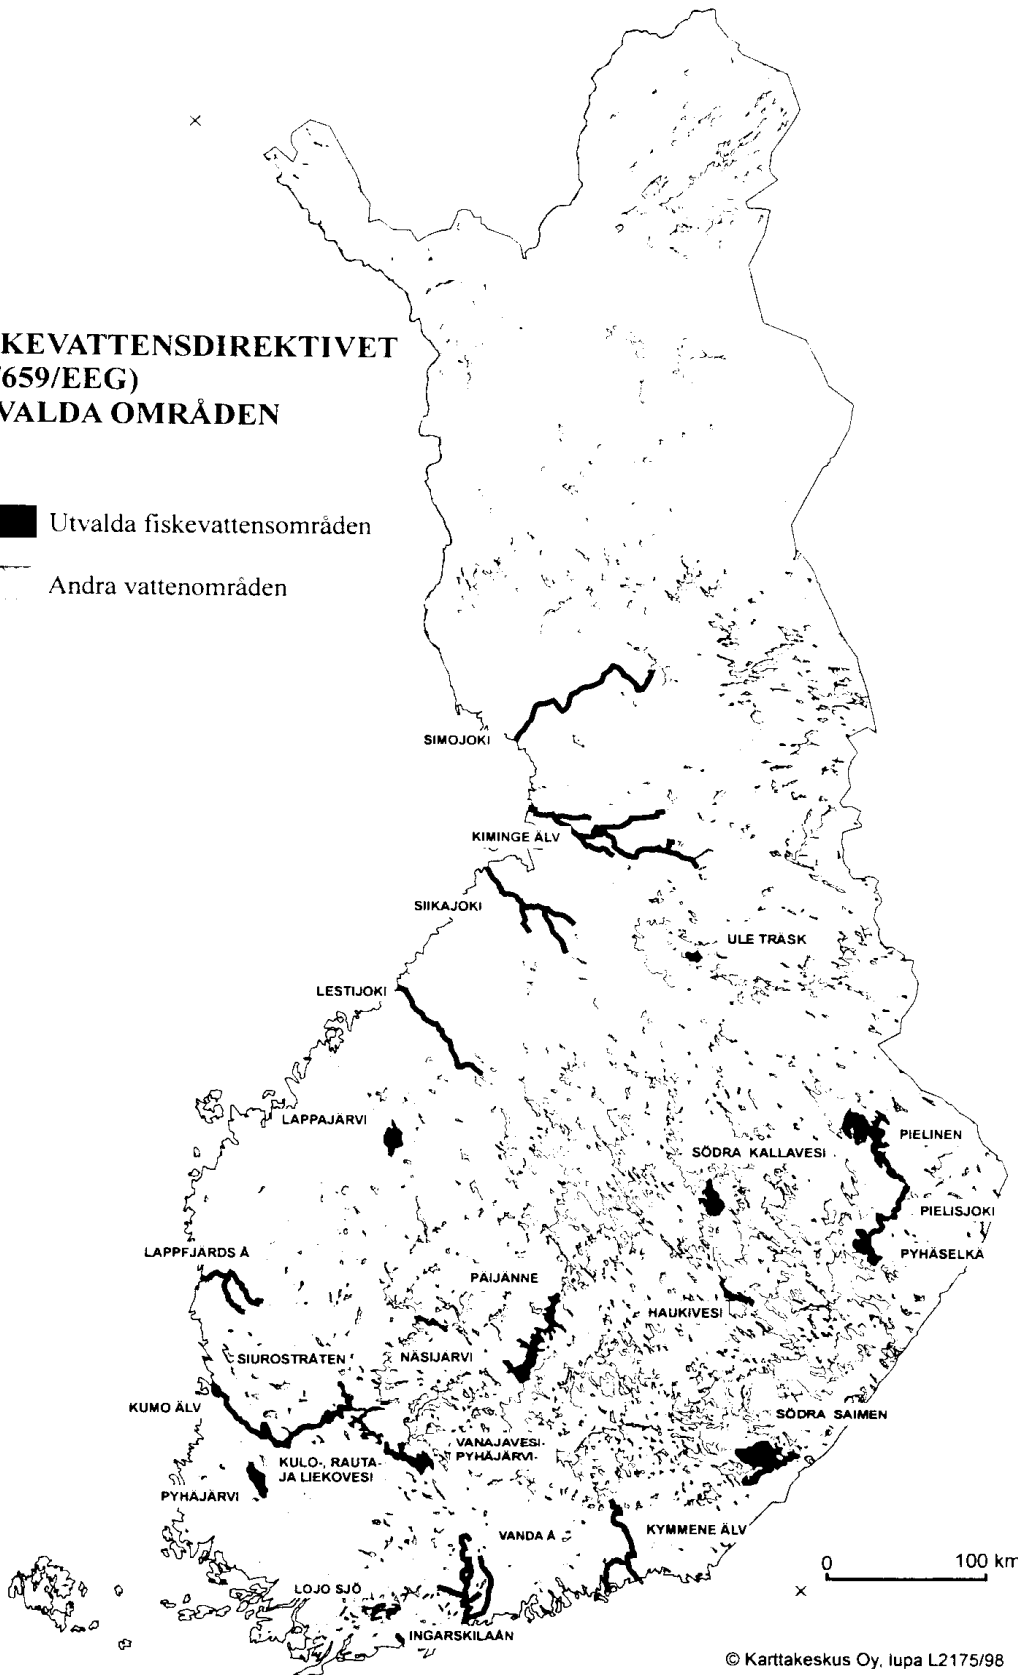 KEVATTENSDIREKTIVET
/659/EEG)
VALDA OMRÅDEN
Utvalda fiskevattensområden
Andra vattenområden
SIMOJOKI
KIMINGE ÄLV
SIIKAJOKI
ULE TRÄSK
LESTIJOKI
LAPPAJÄRVI
PIELINEN
SÖDRA KALLAVESI
PIELISJOKI
PYHÄSELKÄ
LAPPFJÄRDS Å
PÄIJÄNNE
HAUKIVESI
SIUROSTRÅTEN
NÄSIJÄRVI
KUMO ÄLV
SÖDRA SAIMEN
KULO-, RAUTA-
JA LIEKOVESI
VANAJAVESI-
PYHÄJÄRVI
PYHÄJÄRVI
VANDA Å
KYMMENE ÄLV
0 100 km
LOJO SJÖ
INGARSKILAÅN
© Karttakeskus Oy, lupa L2175/98